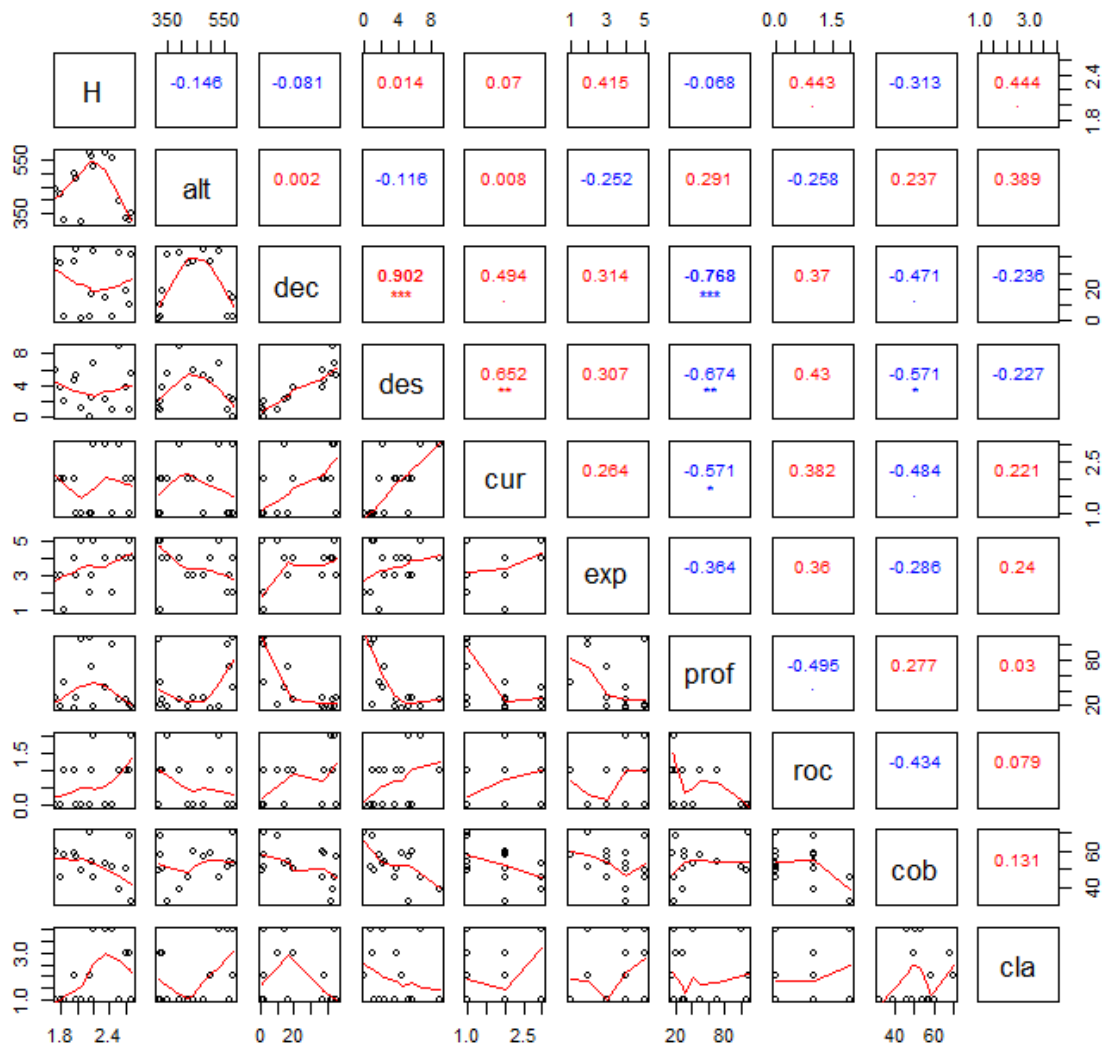 350 550 0 4 8 1 3 5 0.0 1.5 1.0 3.0
H -0.146 -0.081 0.014 0.07 0.415 -0.068 0.443 -0.313 0.444 1.8 2.4
. .
350 550 alt 0.002 -0.116 0.008 -0.252 0.291 -0.258 0.237 0.389
dec 0.902 0.494 0.314 -0.768 0.37 -0.471 -0.236 0 20
*** . *** .
0 4 8 des 0.652 0.307 -0.674 0.43 -0.571 -0.227
** ** *
cur 0.264 -0.571 0.382 -0.484 0.221 1.0 2.5
* .
1 3 5 exp -0.364 0.36 -0.286 0.24
prof -0.495 0.277 0.03 20 80
.
0.0 1.5 roc -0.434 0.079
cob 0.131 40 60
1.0 3.0 cla
1.8 2.4 0 20 1.0 2.5 20 80 40 60